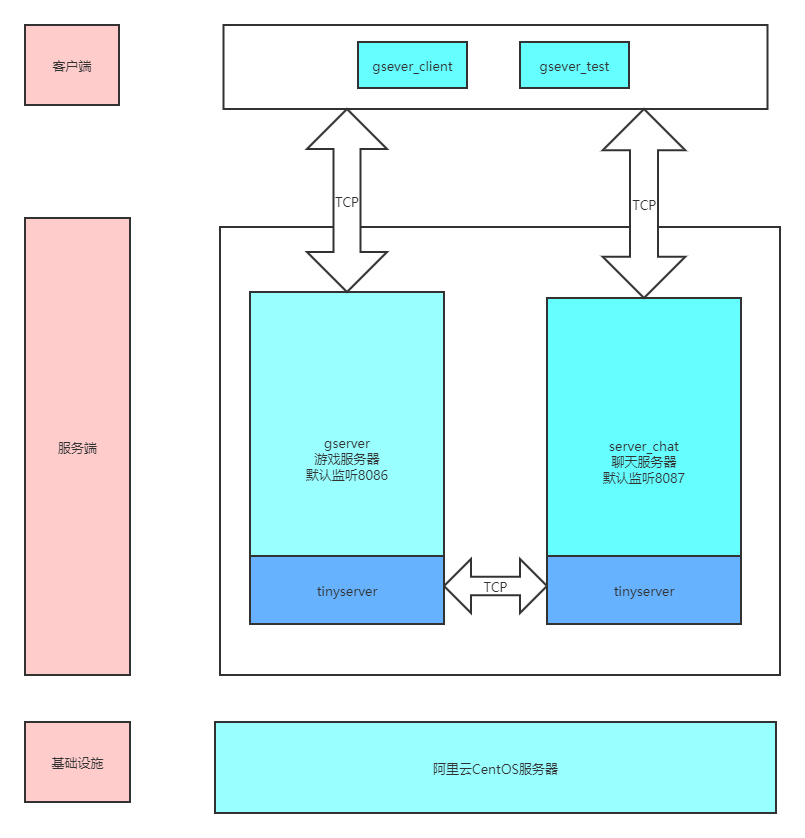 客户端
gsever_client
gsever_test
TCP
TCP
服务端
gserver
游戏服务器
默认监听8086
server_chat
聊天服务器
默认监听8087
tinyserver
TCP
tinyserver
基础设施
阿里云CentOS服务器